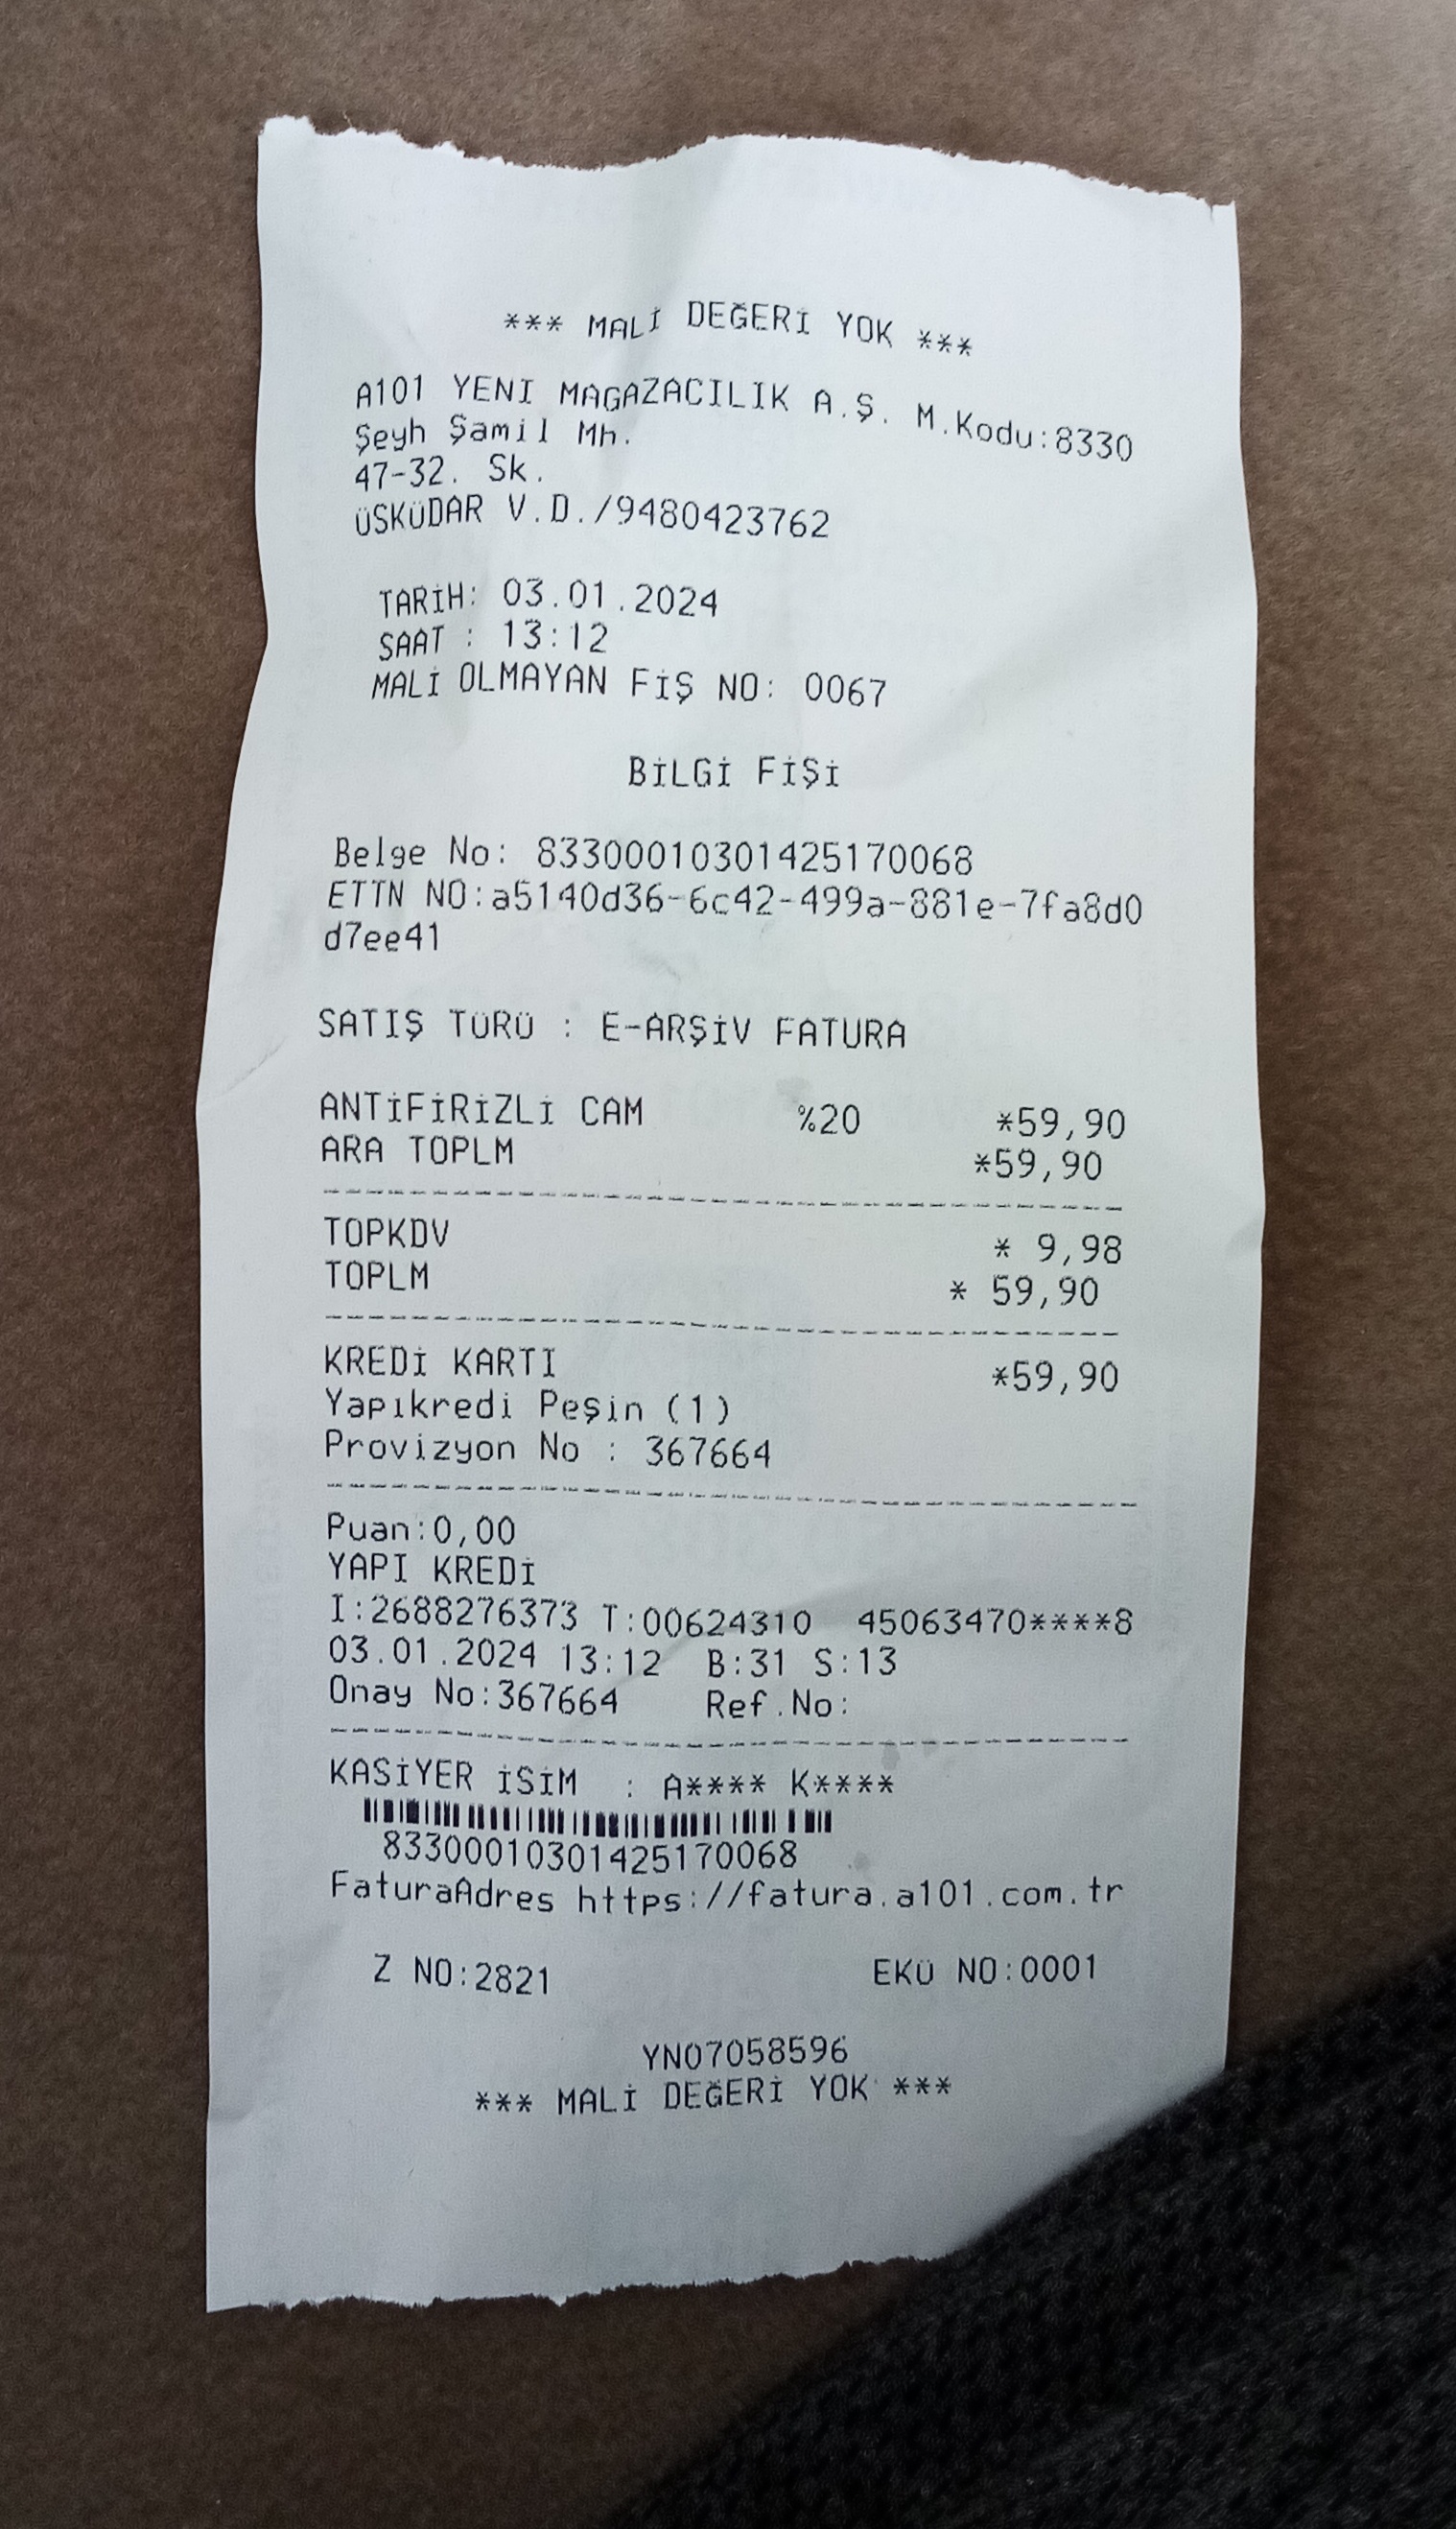 *** MALİ DEĞERİ YOK ***
A101 YENI MAGAZACILIK A.Ş. M.Kodu:8330
Şeyh Şamil Mh.
47-32. Sk.
ÜSKÜDAR V.D./9480423762
TARİH: 03.01.2024
SAAT : 13:12
MALİ OLMAYAN FİŞ NO: 0067
BİLGİ FİŞİ
Belge No: 83300010301425170068
ETTN NO:a5140d36-6c42-499a-881e-7fa8d0
d7ee41
SATIŞ TÜRÜ : E-ARŞİV FATURA
ANTİFİRİZLİ CAM %20 *59,90
ARA TOPLM *59,90
TOPKDV * 9,98
TOPLM * 59,90
KREDİ KARTI *59,90
Yapıkredi Peşin (1)
Provizyon No : 367664
Puan:0,00
YAPI KREDİ
I:2688276373 T:00624310 45063470****8
03.01.2024 13:12 B:31 S:13
Onay No:367664 Ref.No:
KASİYER İSİM : A**** K****
83300010301425170068
FaturaAdres https://fatura.a101.com.tr
Z NO:2821 EKÜ NO:0001
YN07058596
*** MALİ DEĞERİ YOK ***